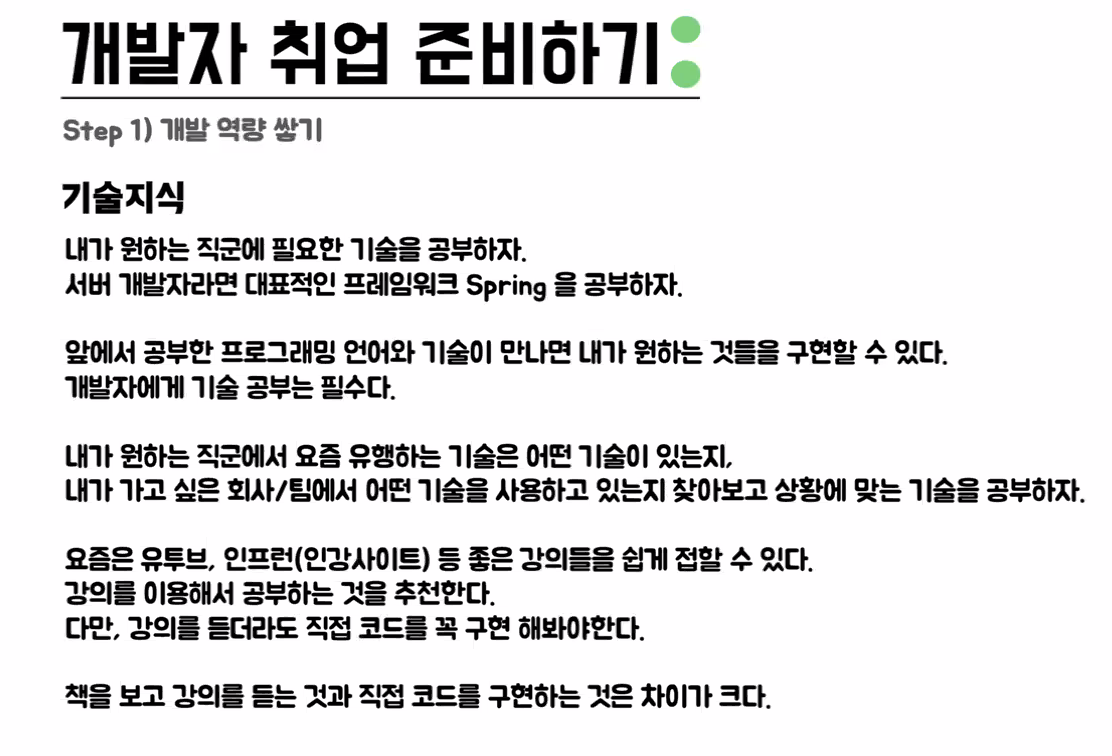 개발자 취업 준비하기:
Step 1) 개발 역량 쌓기
기술지식
내가 원하는 직군에 필요한 기술을 공부하자.
서버 개발자라면 대표적인 프레임워크 Spring 을 공부하자.
앞에서 공부한 프로그래밍 언어와 기술이 만나면 내가 원하는 것들을 구현할 수 있다.
개발자에게 기술 공부는 필수다.
내가 원하는 직군에서 요즘 유행하는 기술은 어떤 기술이 있는지,
내가 가고 싶은 회사/팀에서 어떤 기술을 사용하고 있는지 찾아보고 상황에 맞는 기술을 공부하자.
요즘은 유투브, 인프런(인강사이트) 등 좋은 강의들을 쉽게 접할 수 있다.
강의를 이용해서 공부하는 것을 추천한다.
다만, 강의를 듣더라도 직접 코드를 꼭 구현 해봐야한다.
책을 보고 강의를 듣는 것과 직접 코드를 구현하는 것은 차이가 크다.